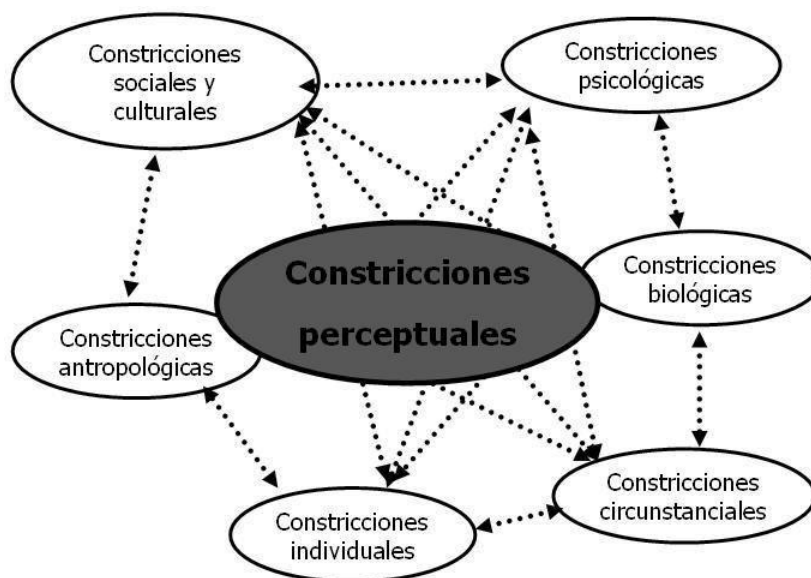 Constricciones
sociales y
culturales
Constricciones
psicológicas
Constricciones
perceptuales
Constricciones
biológicas
Constricciones
antropológicas
Constricciones
circunstanciales
Constricciones
individuales